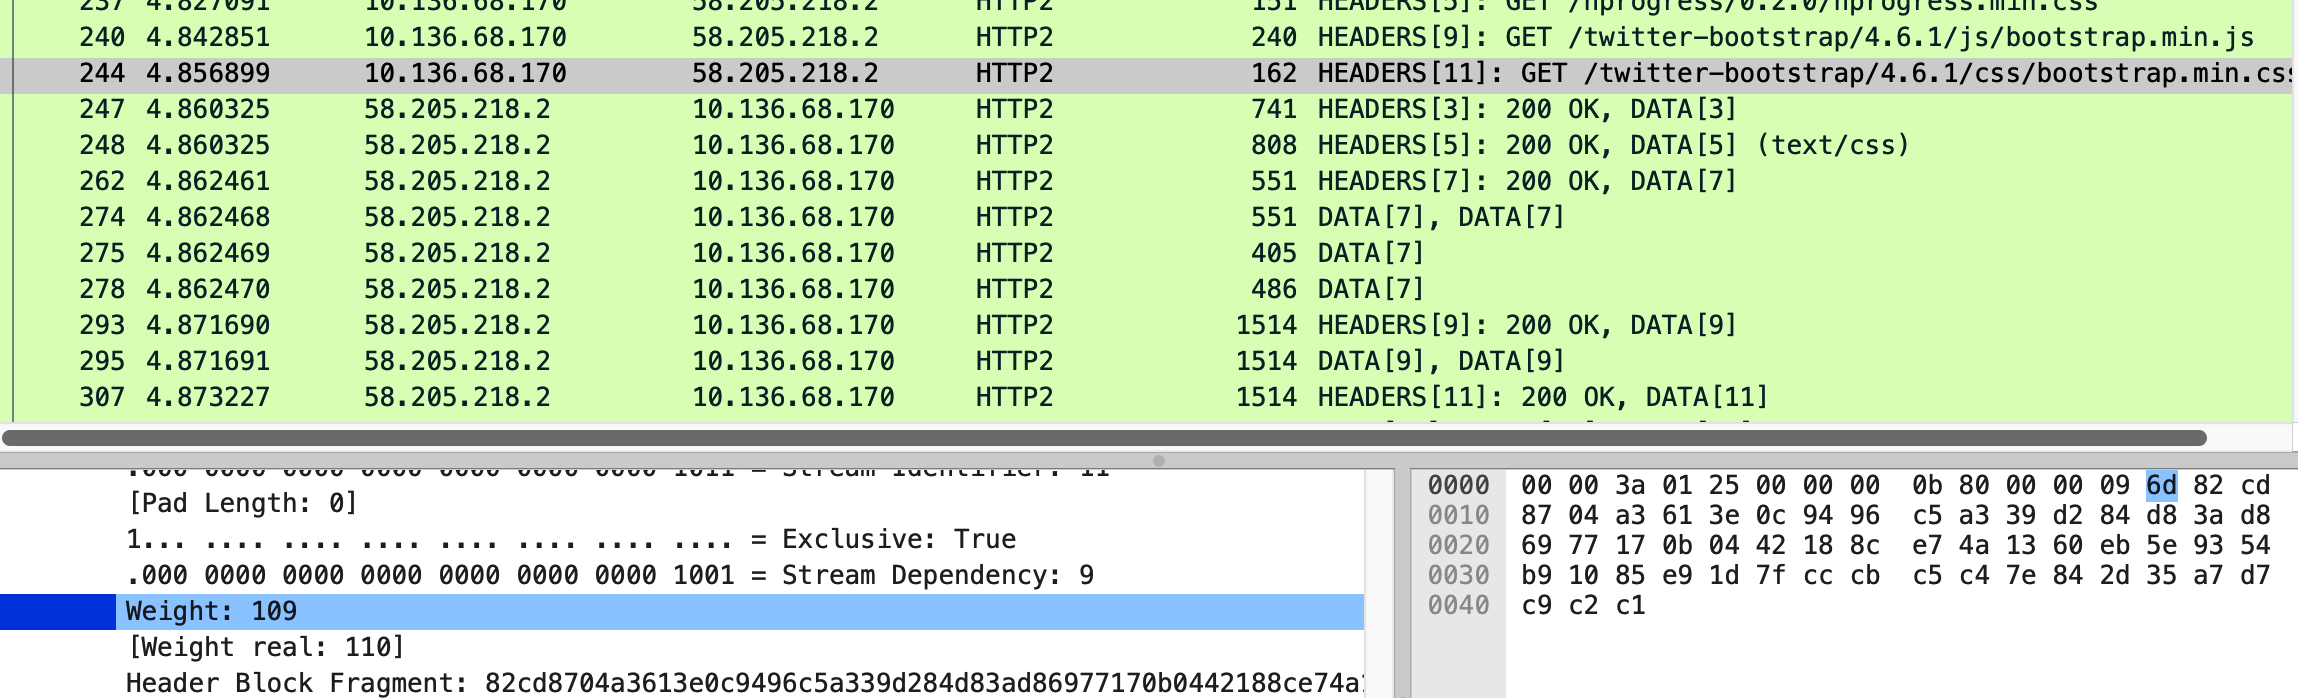 237 4.827091 10.136.68.170 58.205.218.2 HTTP2 151 HEADERS[5]: GET /nprogress/0.2.0/nprogress.min.css
240 4.842851 10.136.68.170 58.205.218.2 HTTP2 240 HEADERS[9]: GET /twitter-bootstrap/4.6.1/js/bootstrap.min.js
244 4.856899 10.136.68.170 58.205.218.2 HTTP2 162 HEADERS[11]: GET /twitter-bootstrap/4.6.1/css/bootstrap.min.css
247 4.860325 58.205.218.2 10.136.68.170 HTTP2 741 HEADERS[3]: 200 OK, DATA[3]
248 4.860325 58.205.218.2 10.136.68.170 HTTP2 808 HEADERS[5]: 200 OK, DATA[5] (text/css)
262 4.862461 58.205.218.2 10.136.68.170 HTTP2 551 HEADERS[7]: 200 OK, DATA[7]
274 4.862468 58.205.218.2 10.136.68.170 HTTP2 551 DATA[7], DATA[7]
275 4.862469 58.205.218.2 10.136.68.170 HTTP2 405 DATA[7]
278 4.862470 58.205.218.2 10.136.68.170 HTTP2 486 DATA[7]
293 4.871690 58.205.218.2 10.136.68.170 HTTP2 1514 HEADERS[9]: 200 OK, DATA[9]
295 4.871691 58.205.218.2 10.136.68.170 HTTP2 1514 DATA[9], DATA[9]
307 4.873227 58.205.218.2 10.136.68.170 HTTP2 1514 HEADERS[11]: 200 OK, DATA[11]
.000 0000 0000 0000 0000 0000 0000 1011 = Stream Identifier: 11
[Pad Length: 0]
1... .... .... .... .... .... .... .... = Exclusive: True
.000 0000 0000 0000 0000 0000 0000 1001 = Stream Dependency: 9
Weight: 109
[Weight real: 110]
Header Block Fragment: 82cd8704a3613e0c9496c5a339d284d83ad86977170b0442188ce74a
0000 00 00 3a 01 25 00 00 00 0b 80 00 00 09 6d 82 cd
0010 87 04 a3 61 3e 0c 94 96 c5 a3 39 d2 84 d8 3a d8
0020 69 77 17 0b 04 42 18 8c e7 4a 13 60 eb 5e 93 54
0030 b9 10 85 e9 1d 7f cc cb c5 c4 7e 84 2d 35 a7 d7
0040 c9 c2 c1